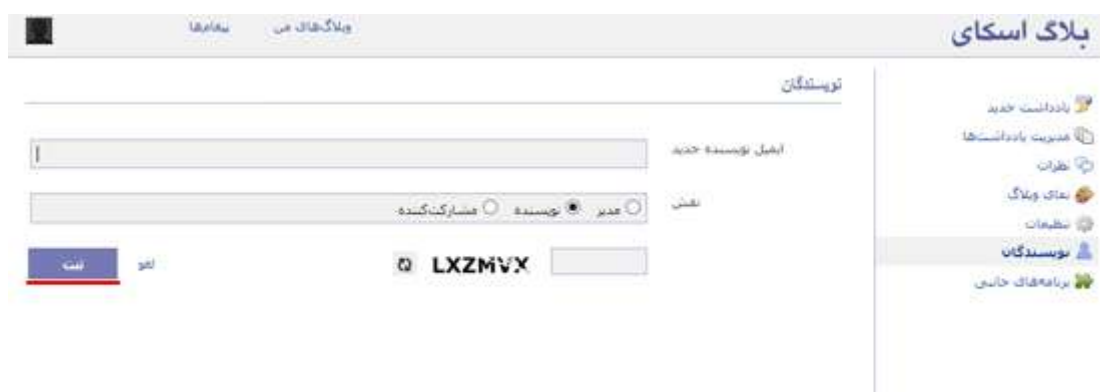 بلاگ اسکای
وبلاگ‌های من
پیغام‌ها
یادداشت جدید
مدیریت یادداشت‌ها
نظرات
نمای وبلاگ
تنظیمات
نویسندگان
برنامه‌های جانبی
نویسندگان
ایمیل نویسنده جدید
نقش
مدیر نویسنده مشارکت‌کننده
LXZMVX
لغو
ثبت